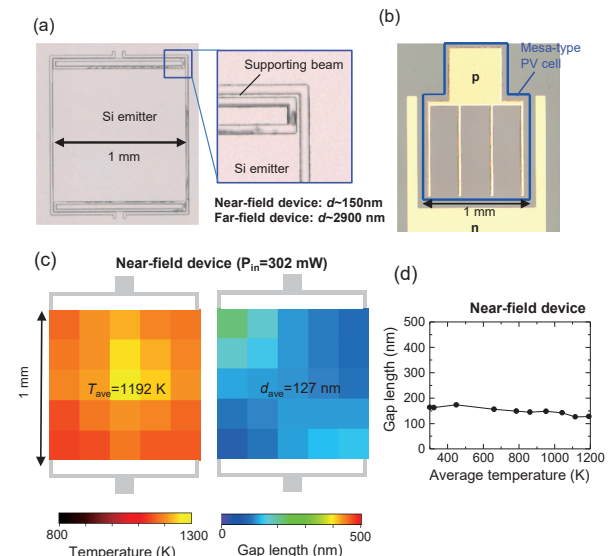 (a)
Supporting beam
Si emitter
1 mm
Si emitter
Near-field device: d~150nm
Far-field device: d~2900 nm
(b)
Mesa-type
PV cell
p
1 mm
n
(c)
Near-field device (Pin=302 mW)
1 mm
Tave=1192 K
dave=127 nm
800
1300
Temperature (K)
0
500
Gap length (nm)
(d)
Near-field device
Gap length (nm)
500
400
300
200
100
0
400 600 800 1000 1200
Average temperature (K)